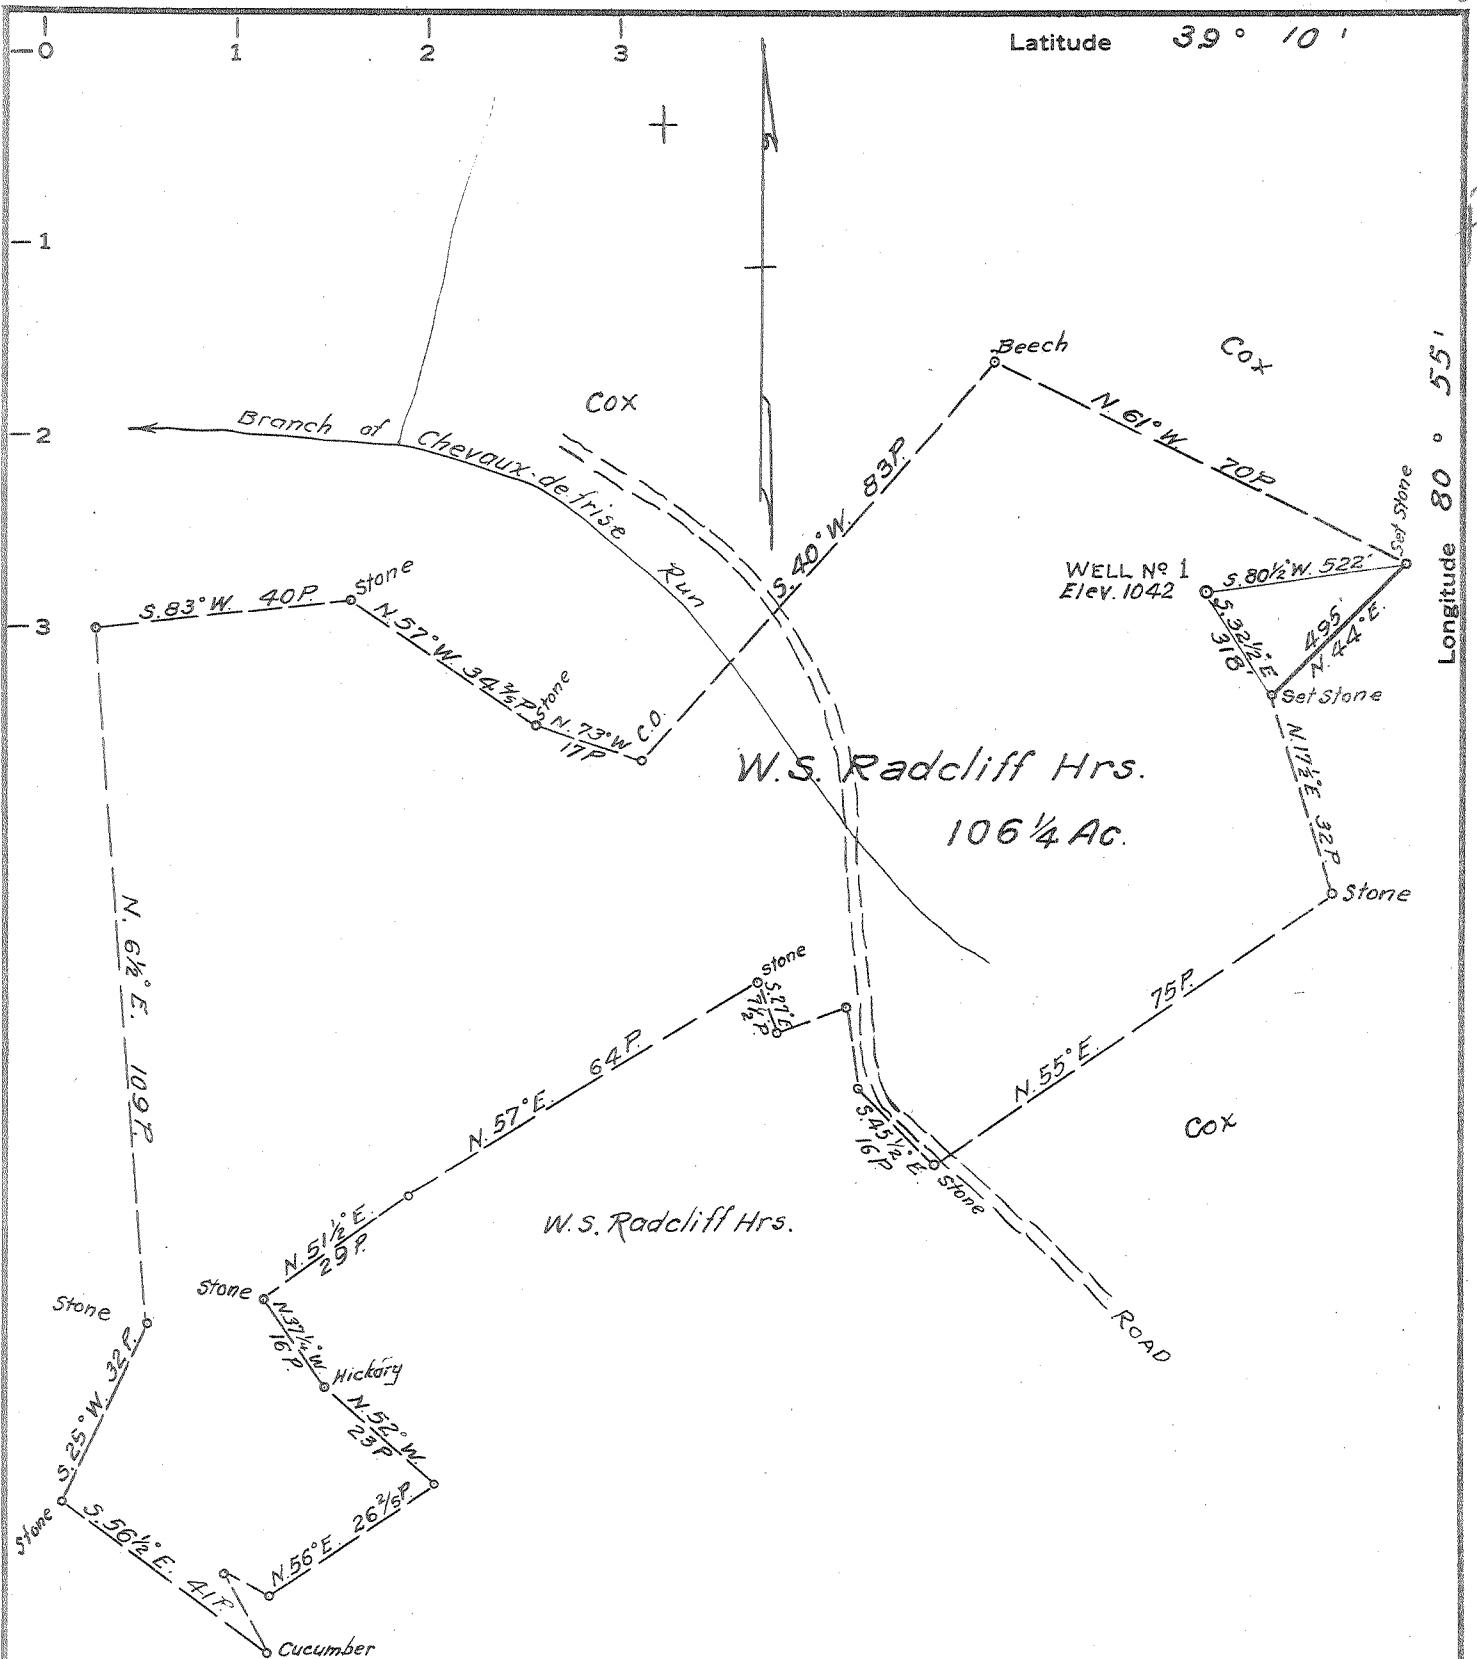 0 1 2 3
Latitude 39° 10'
1
2
3
Longitude 80° 55'
Beech
Cox
Cox
N. 61° W. 70P.
Branch of Chevaux-de-frise Run
S. 40° W. 83P.
Set Stone
WELL Nº 1
Elev. 1042
S. 80½° W. 522'
S. 32½° E
318'
495'
N. 44° E.
Set Stone
S. 83° W. 40P.
Stone
N. 57° W. 34⅖P.
Stone
N. 73° W
17P
C.O.
W.S. Radcliff Hrs.
106¼ Ac.
N. 17½° E 32P.
Stone
N. 6½° E. 109P.
Stone
S. 27° E
7½ P.
N. 57° E. 64P.
75P.
N. 55° E.
S. 45½° E.
16P.
Stone
Cox
W.S. Radcliff Hrs.
N. 51½° E.
29P.
Stone
N. 37¼° W.
16P.
Hickory
ROAD
Stone
S. 25° W. 32P.
N. 52° W.
23P
Stone
S. 56½° E. 41P.
N. 56° E. 26⅖P.
Cucumber